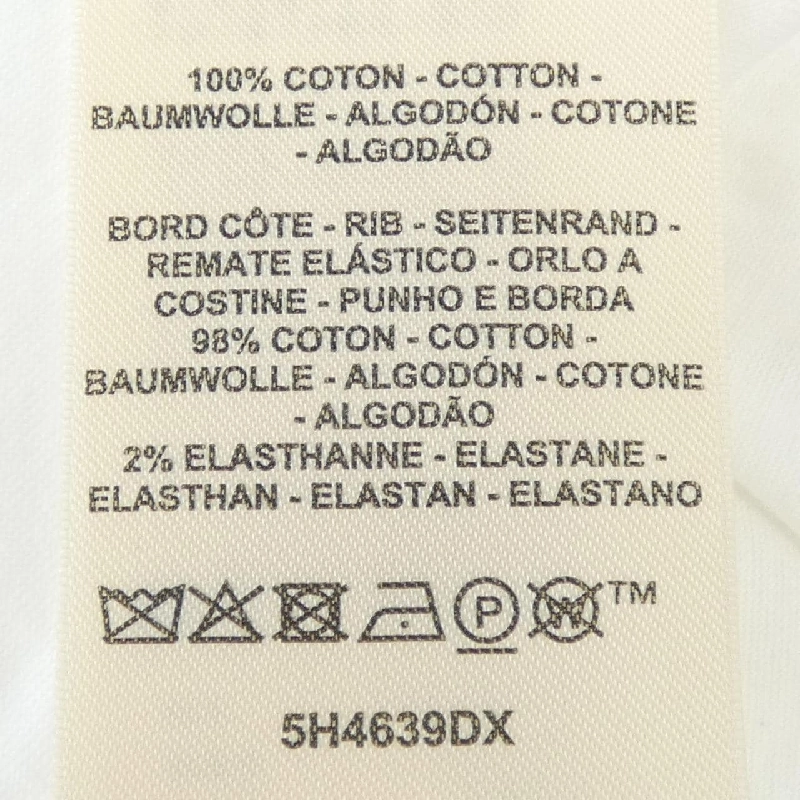 100% COTON - COTTON -
BAUMWOLLE - ALGODÓN - COTONE
- ALGODÃO
BORD CÔTE - RIB - SEITENRAND -
REMATE ELÁSTICO - ORLO A
COSTINE - PUNHO E BORDA
98% COTON - COTTON -
BAUMWOLLE - ALGODÓN - COTONE
- ALGODÃO
2% ELASTHANNE - ELASTANE -
ELASTHAN - ELASTAN - ELASTANO
P W TM
5H4639DX